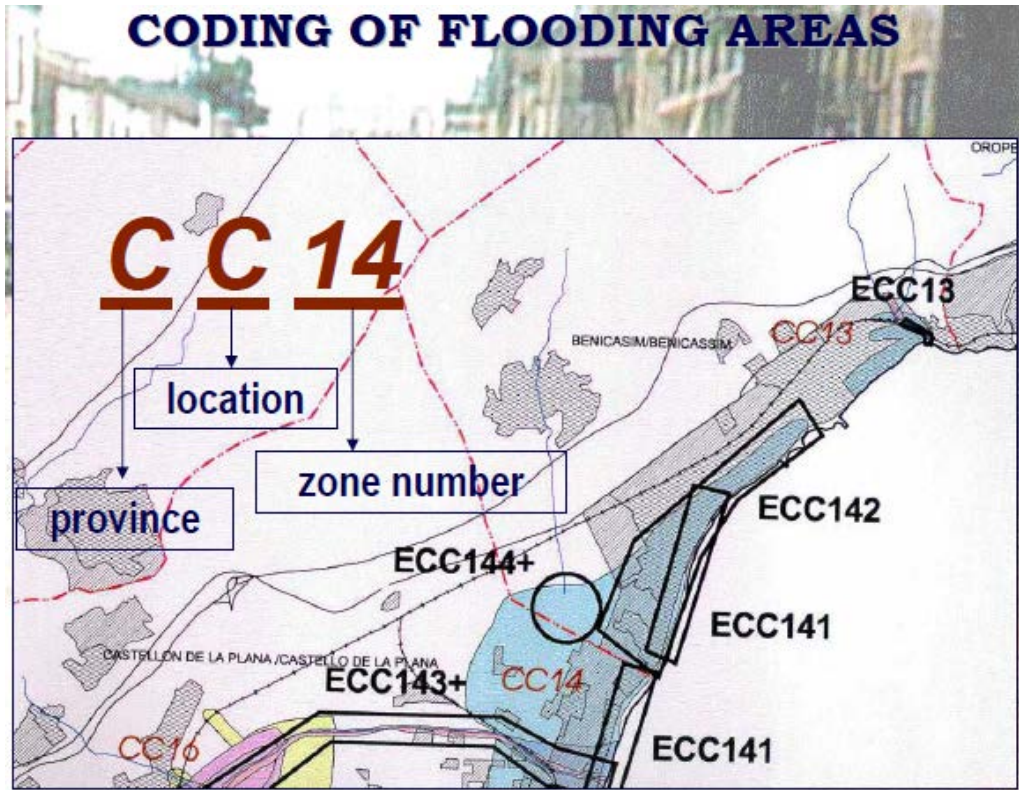 CODING OF FLOODING AREAS
OROPE
C C 14
ECC13
CC13
BENICASIM/BENICASSIM
location
zone number
province
ECC142
ECC144+
ECC141
CASTELLON DE LA PLANA /CASTELLO DE LA PLANA
ECC143+
CC14
CC16
ECC141